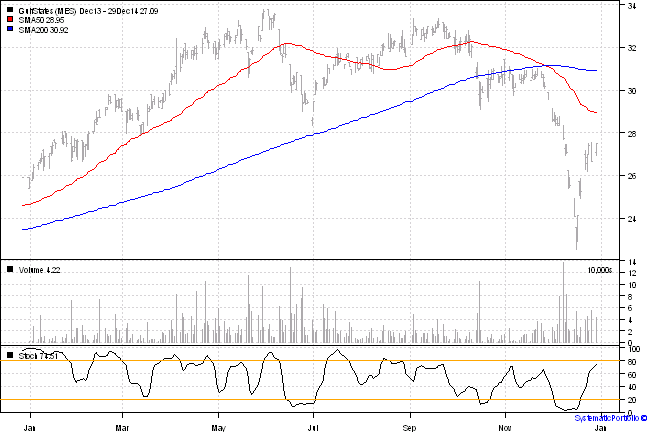 GulfStates (MES) Dec13 - 29Dec14 27.09
SMA50 28.95
SMA200 30.92
34
32
30
28
26
24
Volume 4.22
10,000s
14
12
10
8
6
4
2
0
Stoch 74.51
100
80
60
40
20
0
Jan Mar May Jul Sep Nov Jan
SystematicPortfolio ©